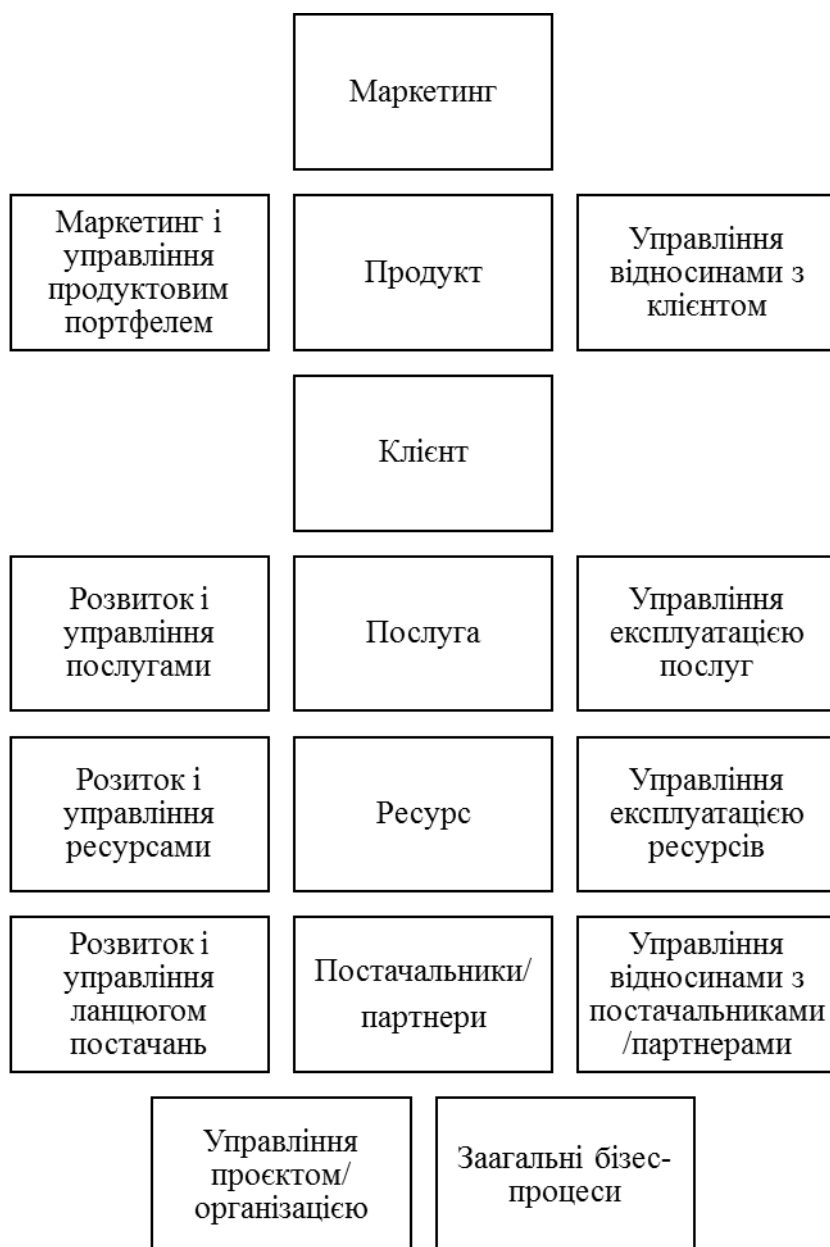 Маркетинг
Маркетинг і
управління
продуктовим
портфелем
Продукт
Управління
відносинами з
клієнтом
Клієнт
Розвиток і
управління
послугами
Послуга
Управління
експлуатацією
послуг
Розиток і
управління
ресурсами
Ресурс
Управління
експлуатацією
ресурсів
Розвиток і
управління
ланцюгом
постачань
Постачальники/
партнери
Управління
відносинами з
постачальниками
/партнерами
Управління
проєктом/
організацією
Заагальні бізес-
процеси